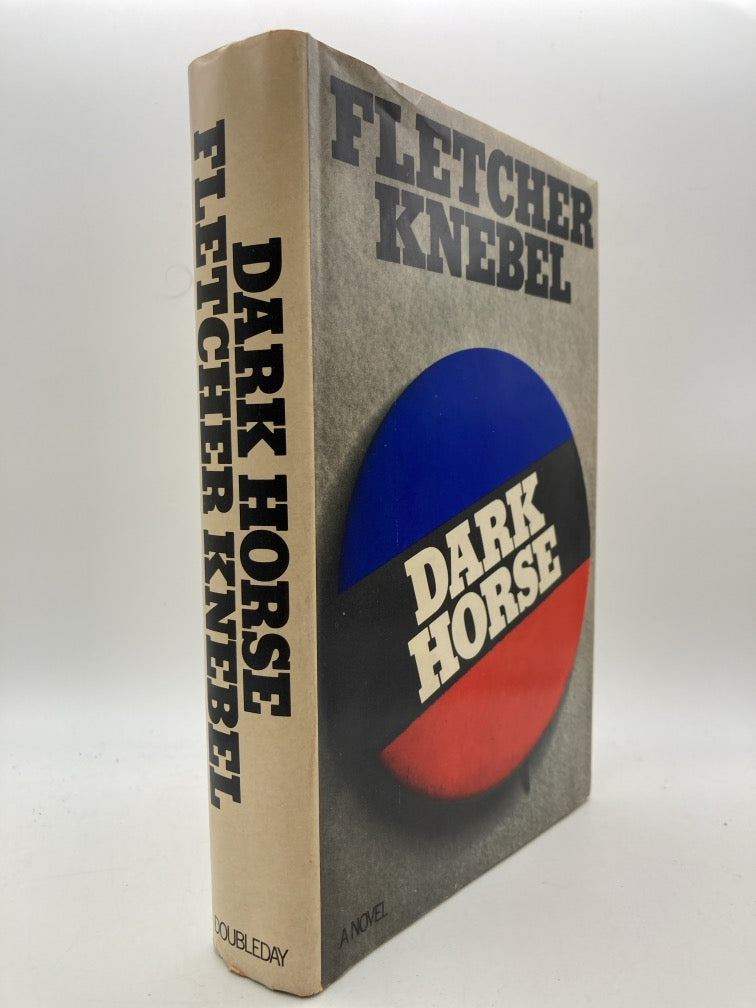 DARK HORSE
FLETCHER KNEBEL
DOUBLEDAY
FLETCHER
KNEBEL
DARK
HORSE
A NOVEL